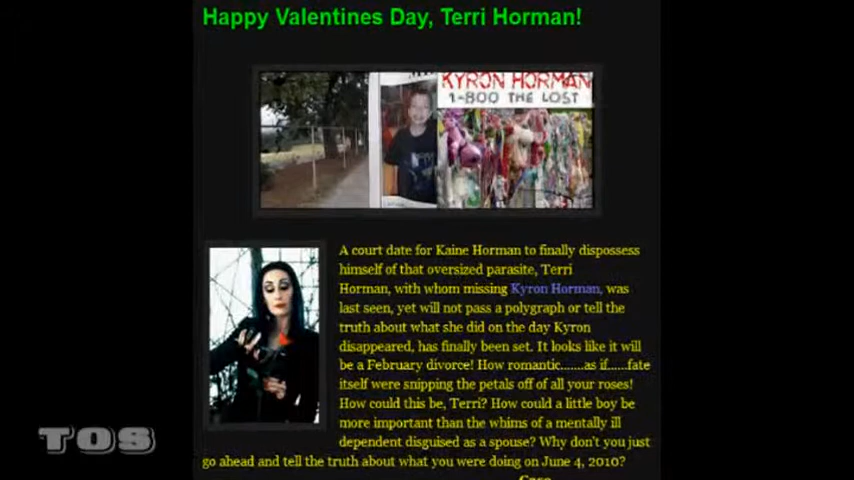 Happy Valentines Day, Terri Horman!
KYRON HORMAN
1-800 THE LOST
A court date for Kaine Horman to finally dispossess
himself of that oversized parasite, Terri
Horman, with whom missing Kyron Horman, was
last seen, yet will not pass a polygraph or tell the
truth about what she did on the day Kyron
disappeared, has finally been set. It looks like it will
be a February divorce! How romantic.......as if......fate
itself were snipping the petals off of all your roses!
How could this be, Terri? How could a little boy be
more important than the whims of a mentally ill
dependent disguised as a spouse? Why don't you just
go ahead and tell the truth about what you were doing on June 4, 2010?
TOS